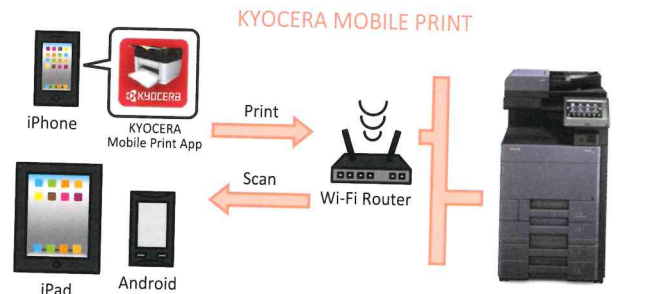 KYOCERA MOBILE PRINT
KYOCERA
iPhone
KYOCERA
Mobile Print App
Print
Scan
Wi-Fi Router
iPad
Android